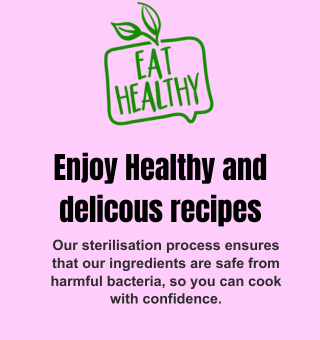 EAT
HEALTHY
Enjoy Healthy and
delicous recipes
Our sterilisation process ensures
that our ingredients are safe from
harmful bacteria, so you can cook
with confidence.